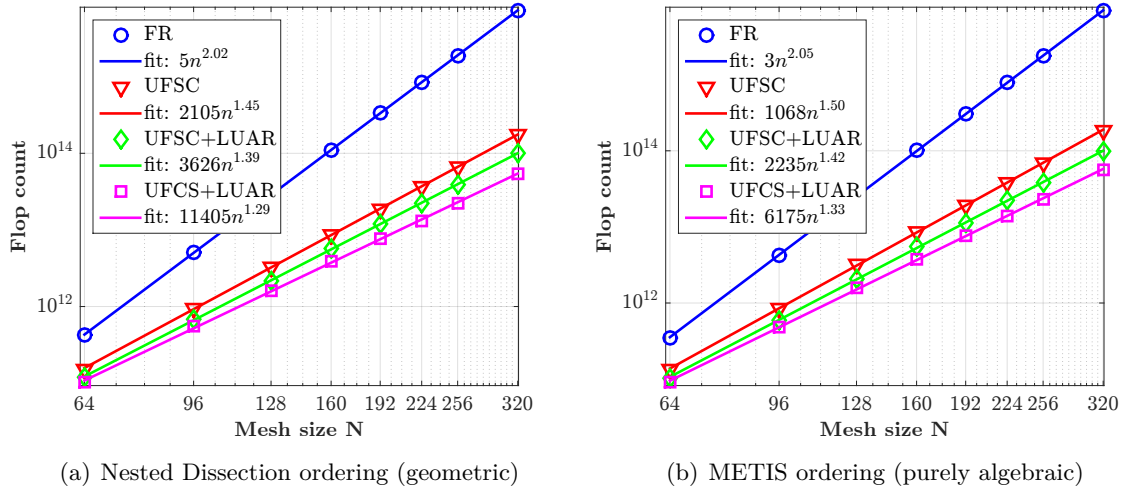 Flop count
10^14
10^12
FR
fit: 5n^2.02
UFSC
fit: 2105n^1.45
UFSC+LUAR
fit: 3626n^1.39
UFCS+LUAR
fit: 11405n^1.29
64 96 128 160 192 224 256 320
Mesh size N
(a) Nested Dissection ordering (geometric)
Flop count
10^14
10^12
FR
fit: 3n^2.05
UFSC
fit: 1068n^1.50
UFSC+LUAR
fit: 2235n^1.42
UFCS+LUAR
fit: 6175n^1.33
64 96 128 160 192 224 256 320
Mesh size N
(b) METIS ordering (purely algebraic)